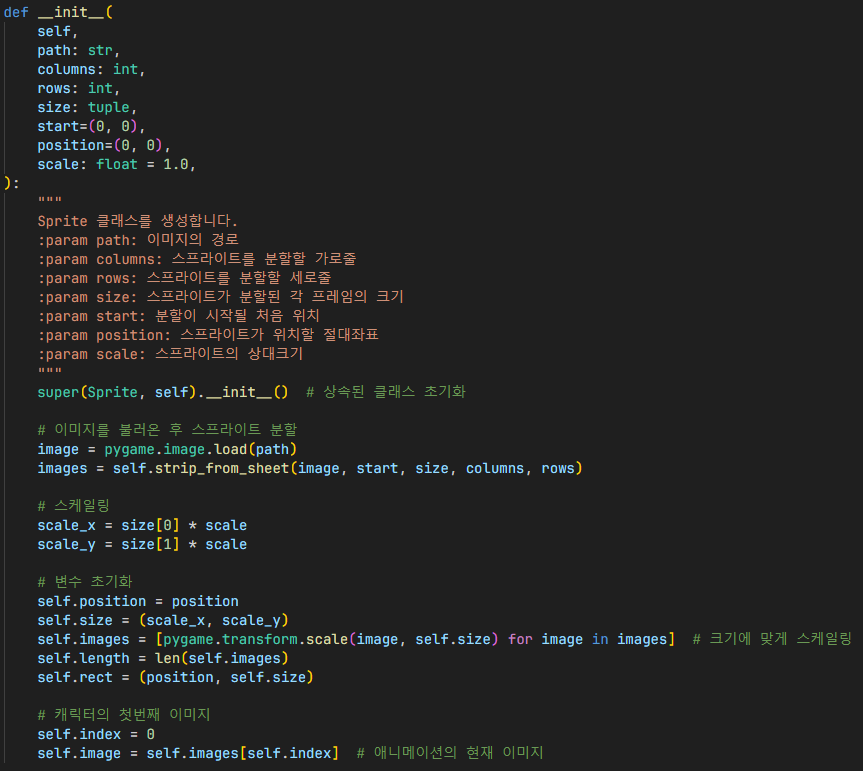 def __init__(
    self,
    path: str,
    columns: int,
    rows: int,
    size: tuple,
    start=(0, 0),
    position=(0, 0),
    scale: float = 1.0,
):
    """
    Sprite 클래스를 생성합니다.
    :param path: 이미지의 경로
    :param columns: 스프라이트를 분할할 가로줄
    :param rows: 스프라이트를 분할할 세로줄
    :param size: 스프라이트가 분할된 각 프레임의 크기
    :param start: 분할이 시작될 처음 위치
    :param position: 스프라이트가 위치할 절대좌표
    :param scale: 스프라이트의 상대크기
    """
    super(Sprite, self).__init__()  # 상속된 클래스 초기화

    # 이미지를 불러온 후 스프라이트 분할
    image = pygame.image.load(path)
    images = self.strip_from_sheet(image, start, size, columns, rows)

    # 스케일링
    scale_x = size[0] * scale
    scale_y = size[1] * scale

    # 변수 초기화
    self.position = position
    self.size = (scale_x, scale_y)
    self.images = [pygame.transform.scale(image, self.size) for image in images]  # 크기에 맞게 스케일링
    self.length = len(self.images)
    self.rect = (position, self.size)

    # 캐릭터의 첫번째 이미지
    self.index = 0
    self.image = self.images[self.index]  # 애니메이션의 현재 이미지